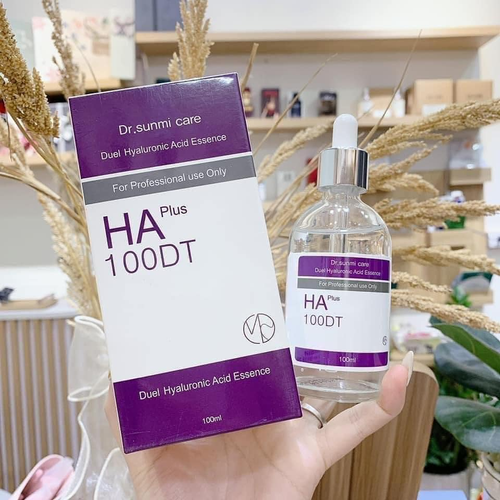 Dr,sunmi care
Duel Hyaluronic Acid Essence
For Professional use Only
HA Plus
100DT
Duel Hyaluronic Acid Essence
100ml
Dr,sunmi care
Duel Hyaluronic Acid Essence
For Professional use Only
HA Plus
100DT
100ml